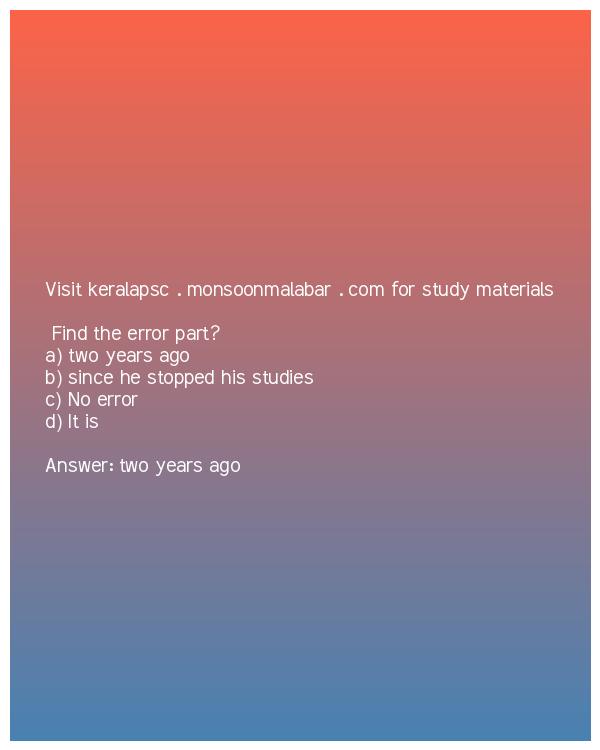 Visit keralapsc . monsoonmalabar . com for study materials
Find the error part?
a) two years ago
b) since he stopped his studies
c) No error
d) It is
Answer: two years ago